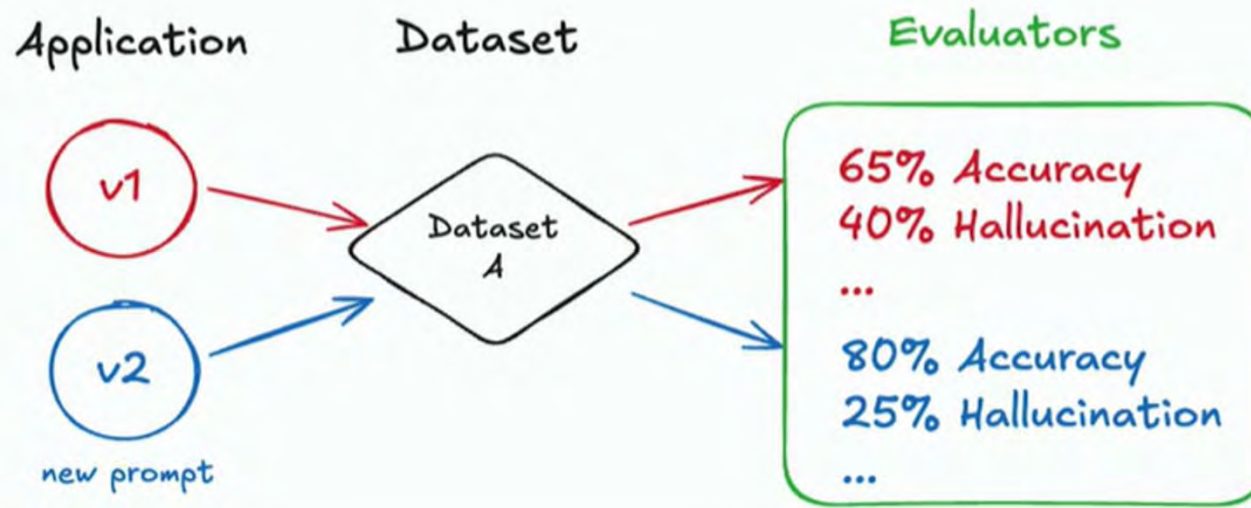 Application
Dataset
Evaluators
v1
Dataset
A
65% Accuracy
40% Hallucination
...
v2
new prompt
80% Accuracy
25% Hallucination
...